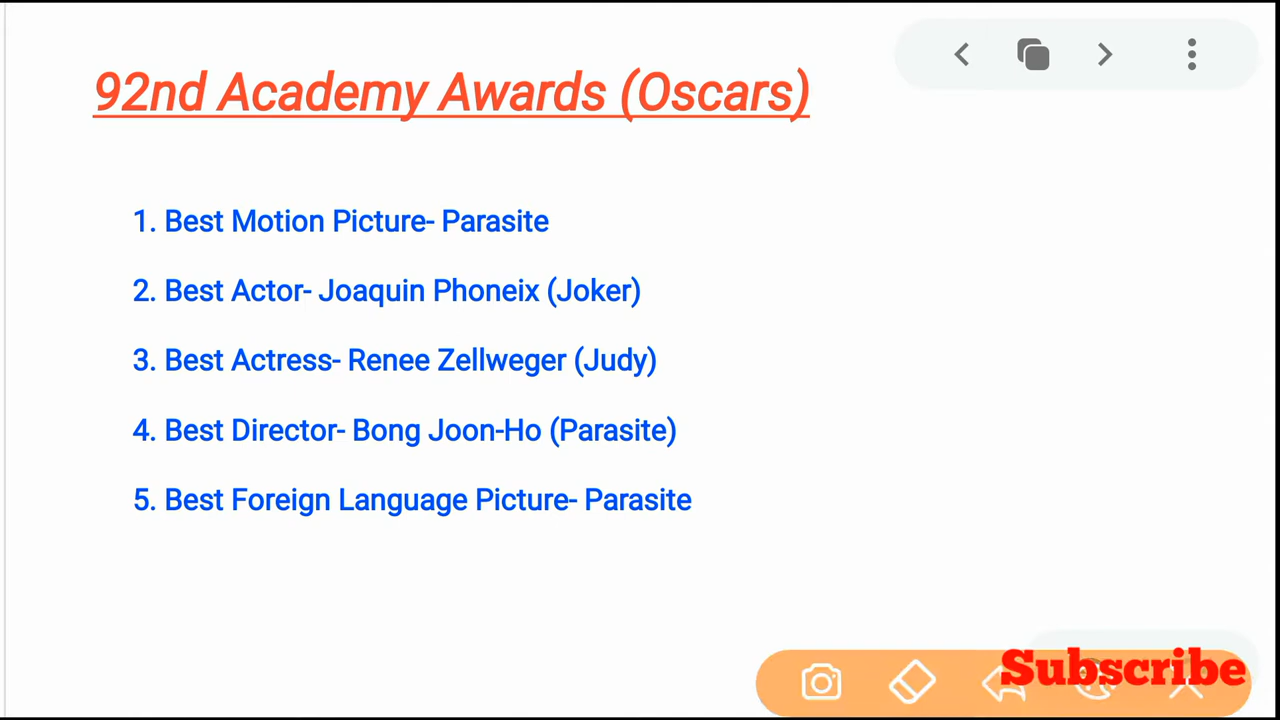 92nd Academy Awards (Oscars)
1. Best Motion Picture- Parasite
2. Best Actor- Joaquin Phoneix (Joker)
3. Best Actress- Renee Zellweger (Judy)
4. Best Director- Bong Joon-Ho (Parasite)
5. Best Foreign Language Picture- Parasite
Subscribe